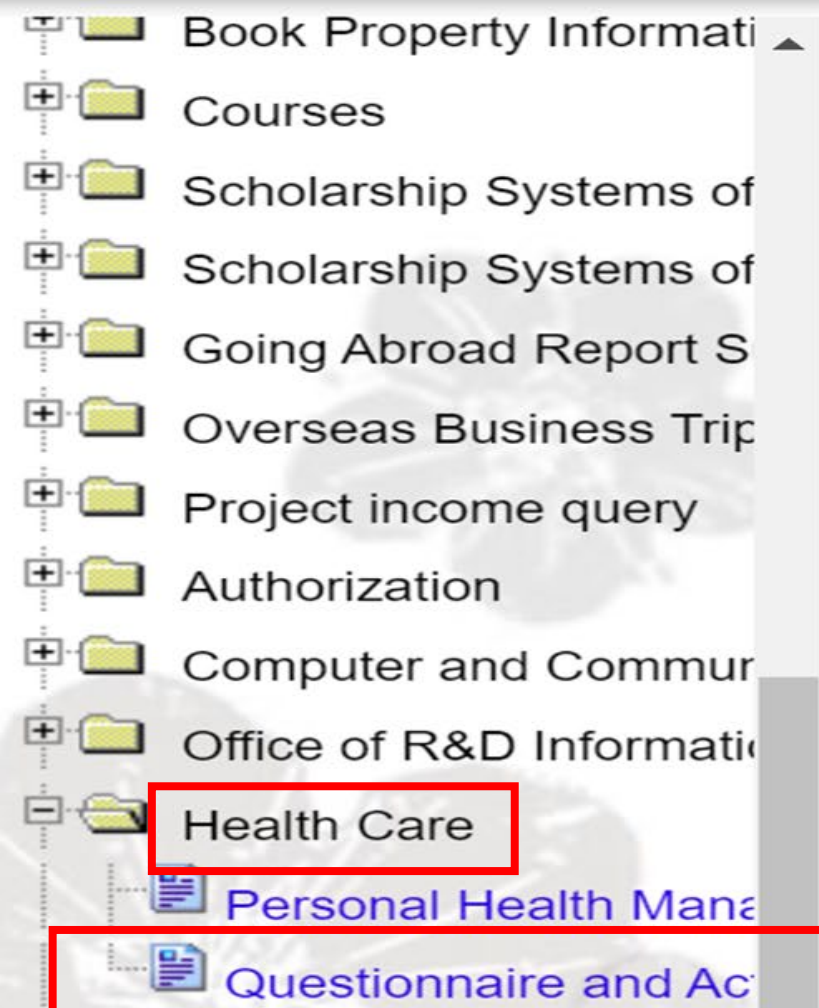 Book Property Informati
Courses
Scholarship Systems of
Scholarship Systems of
Going Abroad Report S
Overseas Business Trip
Project income query
Authorization
Computer and Commun
Office of R&D Informatio
Health Care
Personal Health Mana
Questionnaire and Ac